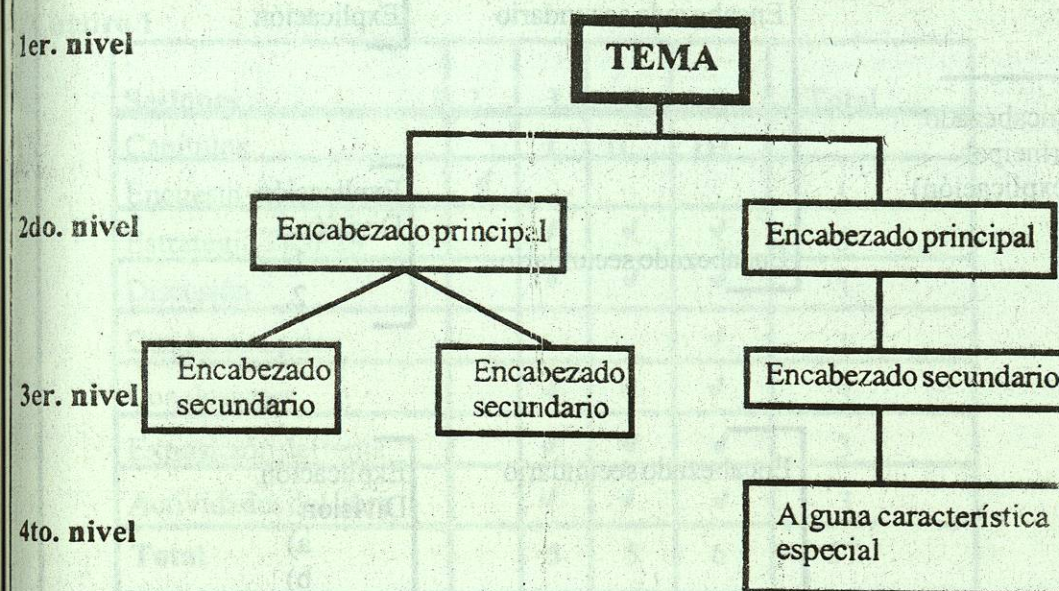 1er. nivel
TEMA
2do. nivel
Encabezado principal
Encabezado principal
3er. nivel
Encabezado
secundario
Encabezado
secundario
Encabezado secundario
4to. nivel
Alguna característica
especial